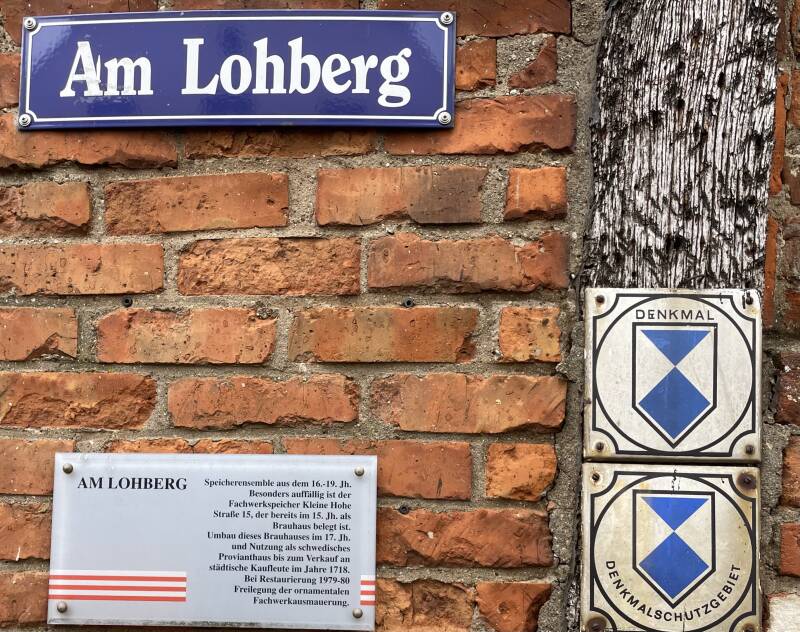 Am Lohberg
DENKMAL
AM LOHBERG
Speicherensemble aus dem 16.-19. Jh.
Besonders auffällig ist der
Fachwerkspeicher Kleine Hohe
Straße 15, der bereits im 15. Jh. als
Brauhaus belegt ist.
Umbau dieses Brauhauses im 17. Jh.
und Nutzung als schwedisches
Provianthaus bis zum Verkauf an
städtische Kaufleute im Jahre 1718.
Bei Restaurierung 1979-80
Freilegung der ornamentalen
Fachwerkausmauerung.
DENKMALSCHUTZGEBIET